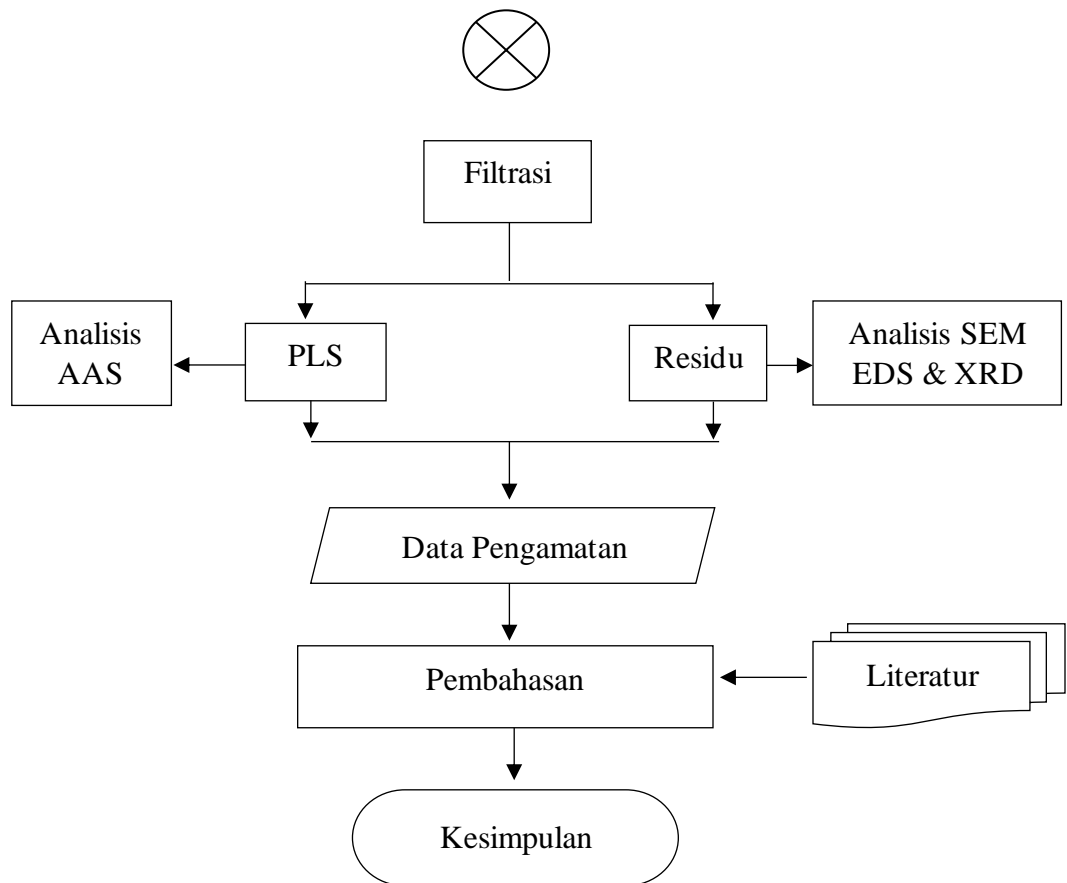 Filtrasi
Analisis
AAS
PLS
Residu
Analisis SEM
EDS & XRD
Data Pengamatan
Pembahasan
Literatur
Kesimpulan